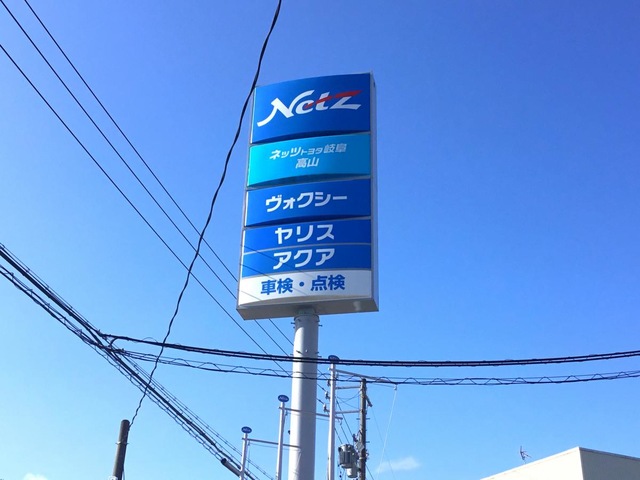 Netz
ネッツトヨタ岐阜
高山
ヴォクシー
ヤリス
アクア
車検・点検